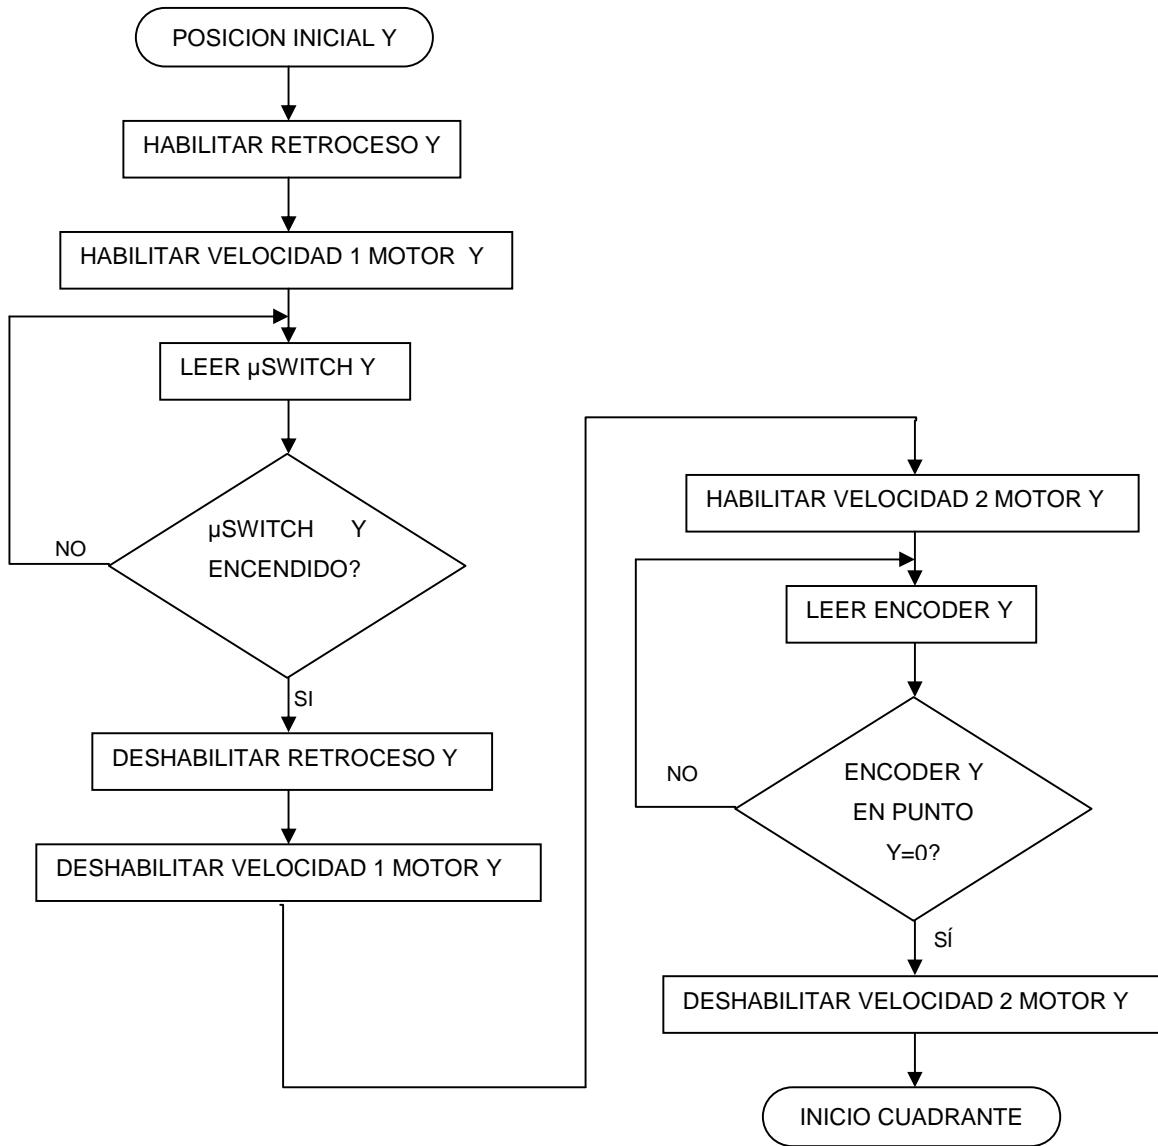 POSICION INICIAL Y
HABILITAR RETROCESO Y
HABILITAR VELOCIDAD 1 MOTOR Y
LEER µSWITCH Y
µSWITCH Y
ENCENDIDO?
NO
SI
DESHABILITAR RETROCESO Y
DESHABILITAR VELOCIDAD 1 MOTOR Y
HABILITAR VELOCIDAD 2 MOTOR Y
LEER ENCODER Y
ENCODER Y
EN PUNTO
Y=0?
NO
SÍ
DESHABILITAR VELOCIDAD 2 MOTOR Y
INICIO CUADRANTE